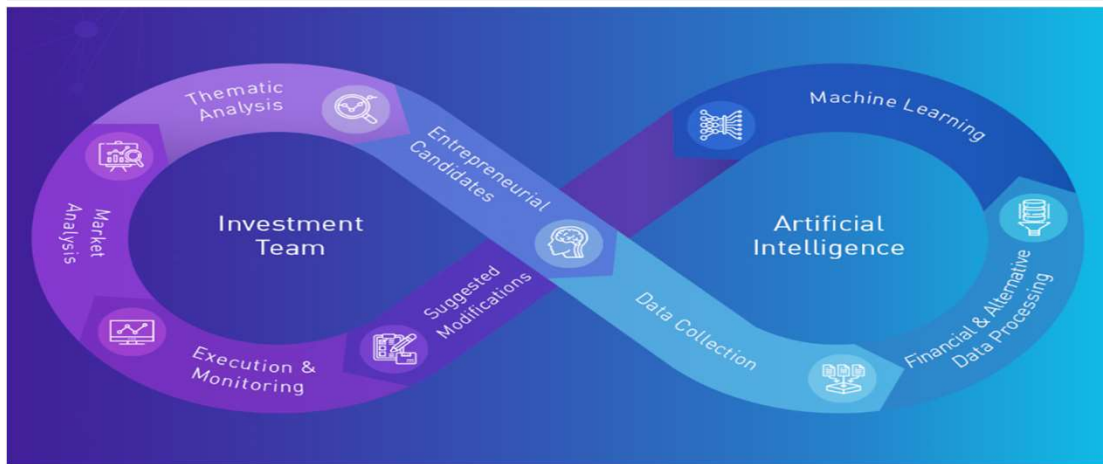 Thematic
Analysis
Entrepreneurial
Candidates
Machine Learning
Market
Analysis
Investment
Team
Artificial
Intelligence
Suggested
Modifications
Data Collection
Financial & Alternative
Data Processing
Execution &
Monitoring